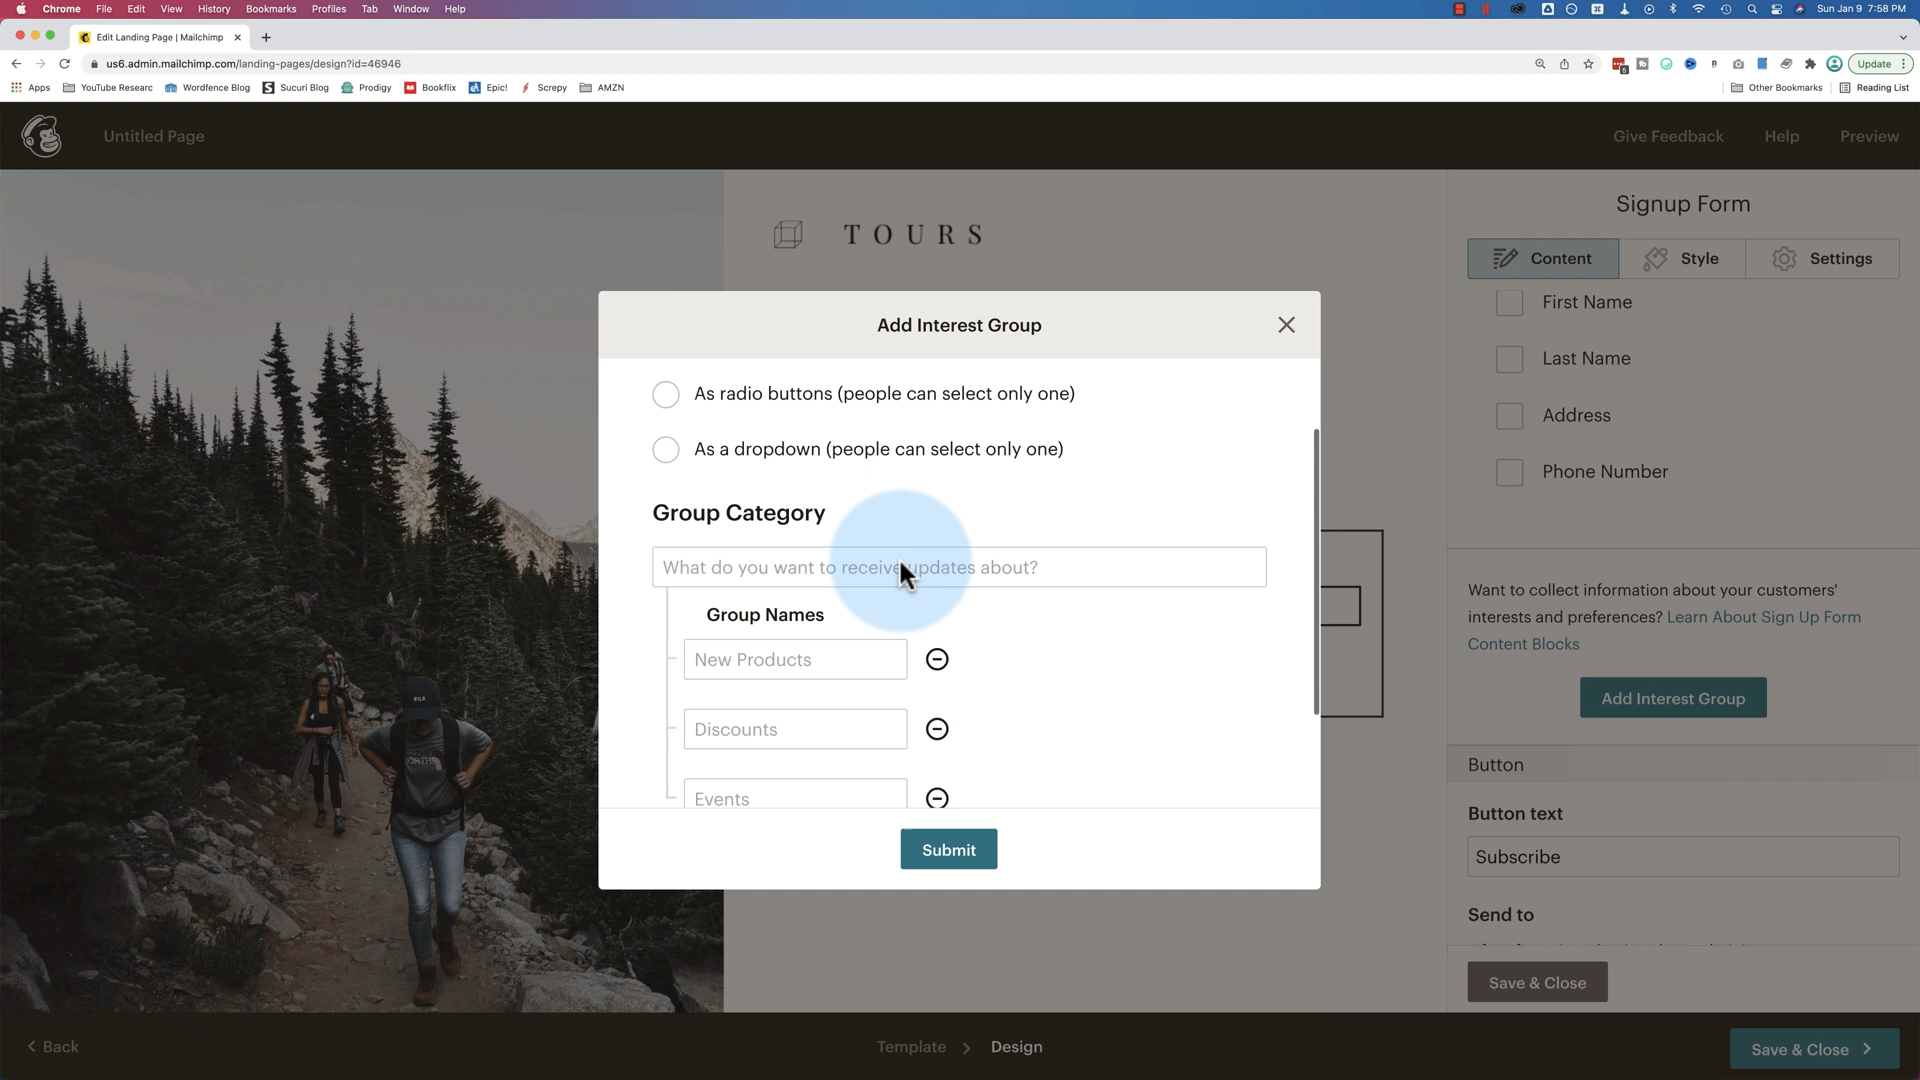 Chrome File Edit View History Bookmarks Profiles Tab Window Help
Sun Jan 9 7:58 PM
Edit Landing Page | Mailchimp
us6.admin.mailchimp.com/landing-pages/design?id=46946
Update
Apps YouTube Researc Wordfence Blog Sucuri Blog Prodigy Bookflix Epic! Screpy AMZN
Other Bookmarks Reading List
Untitled Page
Give Feedback Help Preview
TOURS
Signup Form
Content Style Settings
First Name
Last Name
Address
Phone Number
Add Interest Group
As radio buttons (people can select only one)
As a dropdown (people can select only one)
Group Category
What do you want to receive updates about?
Group Names
New Products
Discounts
Events
Submit
Want to collect information about your customers'
interests and preferences? Learn About Sign Up Form
Content Blocks
Add Interest Group
Button
Button text
Subscribe
Send to
Save & Close
Back
Template Design
Save & Close